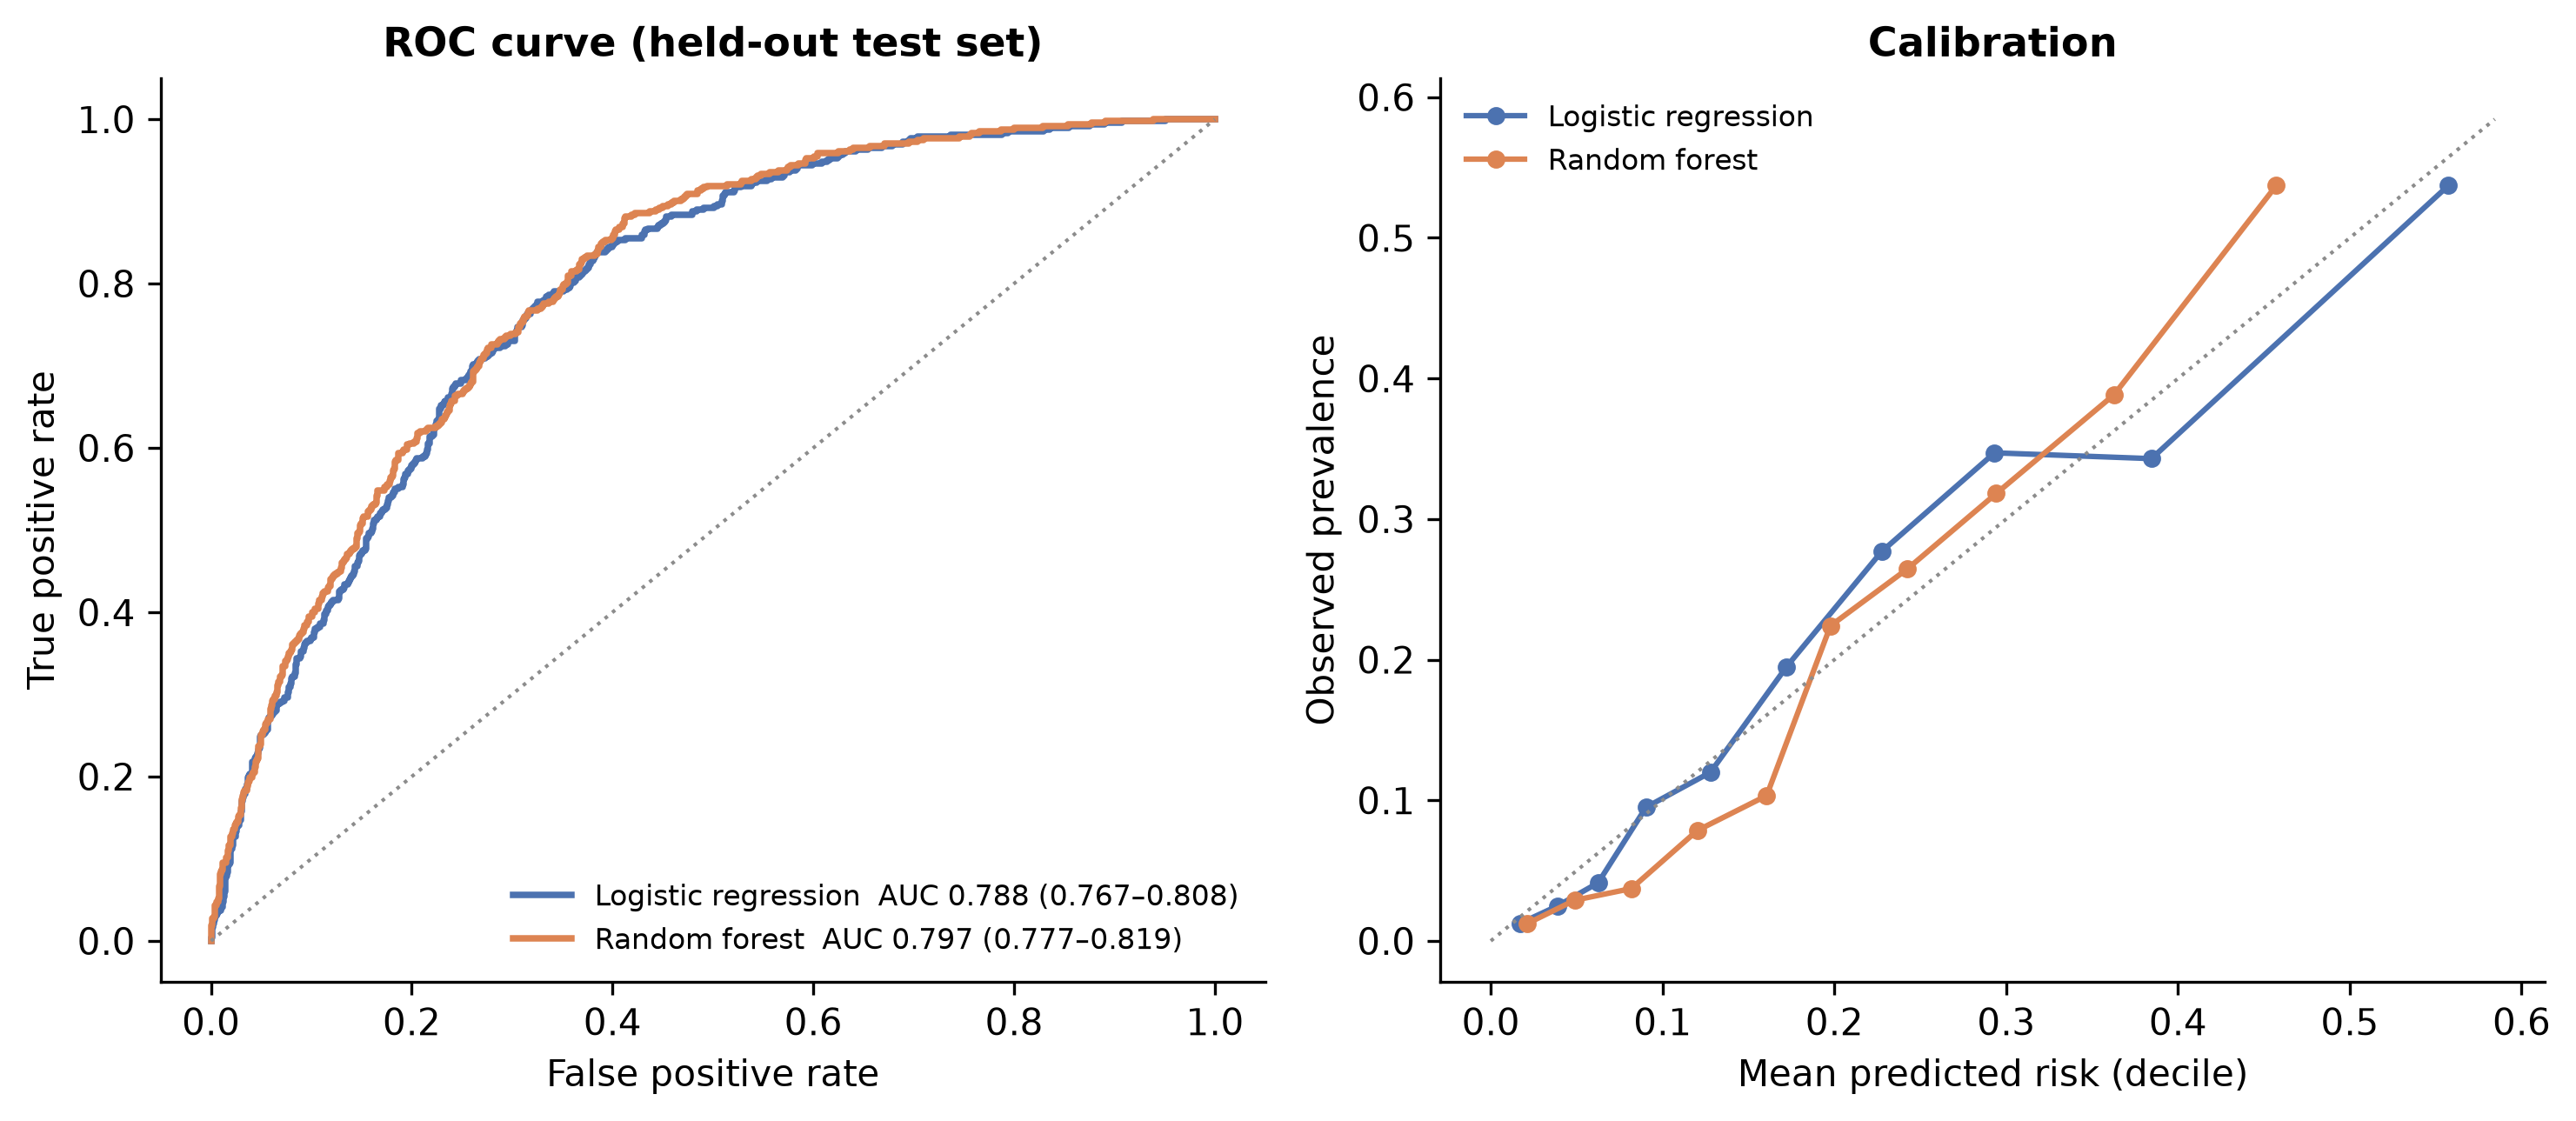 ROC curve (held-out test set)
True positive rate
1.0
0.8
0.6
0.4
0.2
0.0
Logistic regression  AUC 0.788 (0.767–0.808)
Random forest  AUC 0.797 (0.777–0.819)
0.0 0.2 0.4 0.6 0.8 1.0
False positive rate
Calibration
Observed prevalence
0.6
0.5
0.4
0.3
0.2
0.1
0.0
Logistic regression
Random forest
0.0 0.1 0.2 0.3 0.4 0.5 0.6
Mean predicted risk (decile)